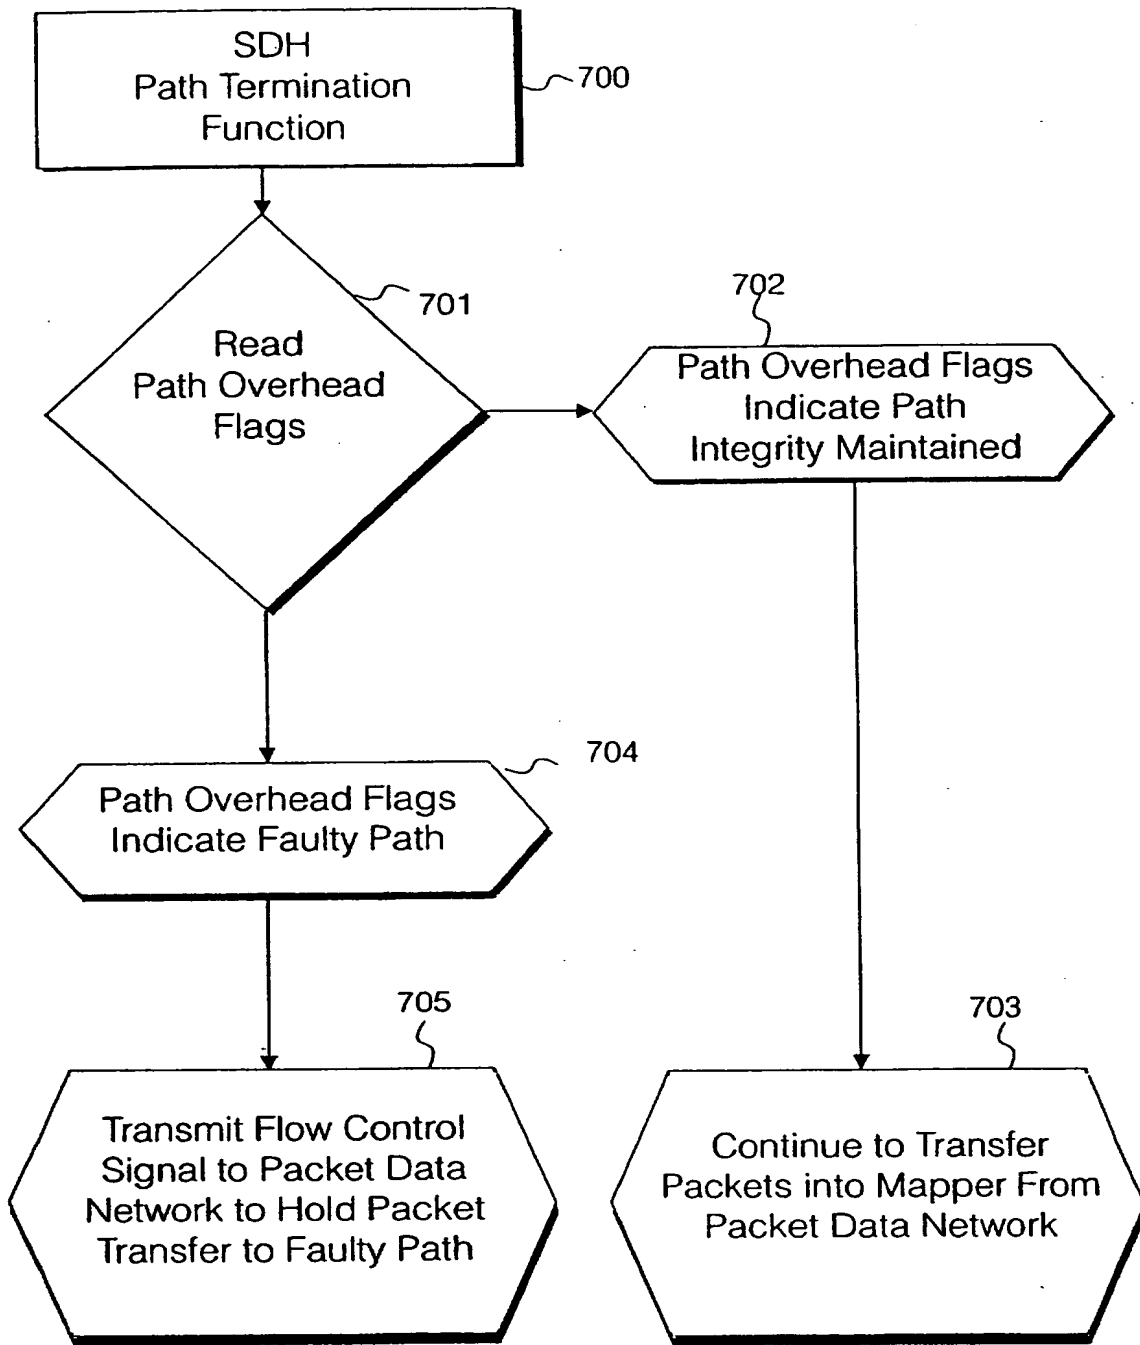 SDH
Path Termination
Function
700
701
Read
Path Overhead
Flags
702
Path Overhead Flags
Indicate Path
Integrity Maintained
704
Path Overhead Flags
Indicate Faulty Path
705
Transmit Flow Control
Signal to Packet Data
Network to Hold Packet
Transfer to Faulty Path
703
Continue to Transfer
Packets into Mapper From
Packet Data Network